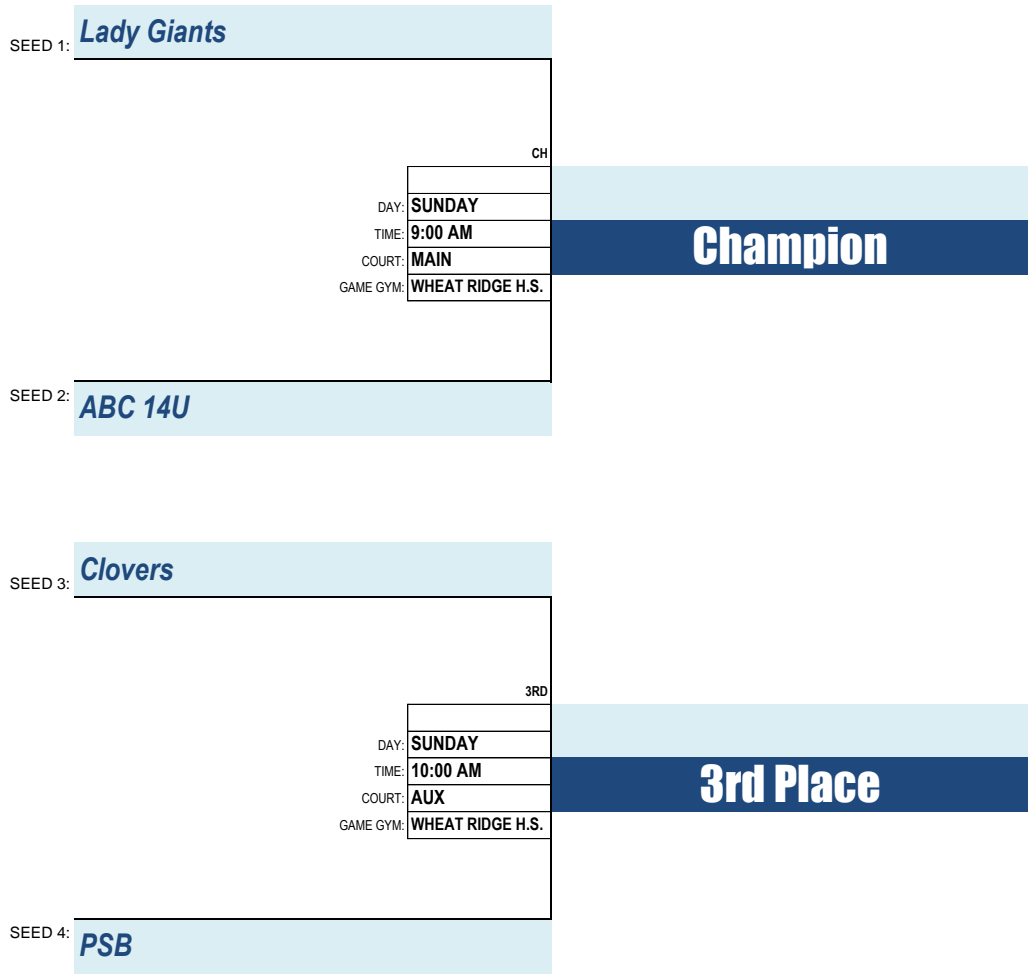 SEED 1: Lady Giants
CH
DAY: SUNDAY
TIME: 9:00 AM
Champion
COURT: MAIN
GAME GYM: WHEAT RIDGE H.S.
SEED 2: ABC 14U
SEED 3: Clovers
3RD
DAY: SUNDAY
TIME: 10:00 AM
3rd Place
COURT: AUX
GAME GYM: WHEAT RIDGE H.S.
SEED 4: PSB